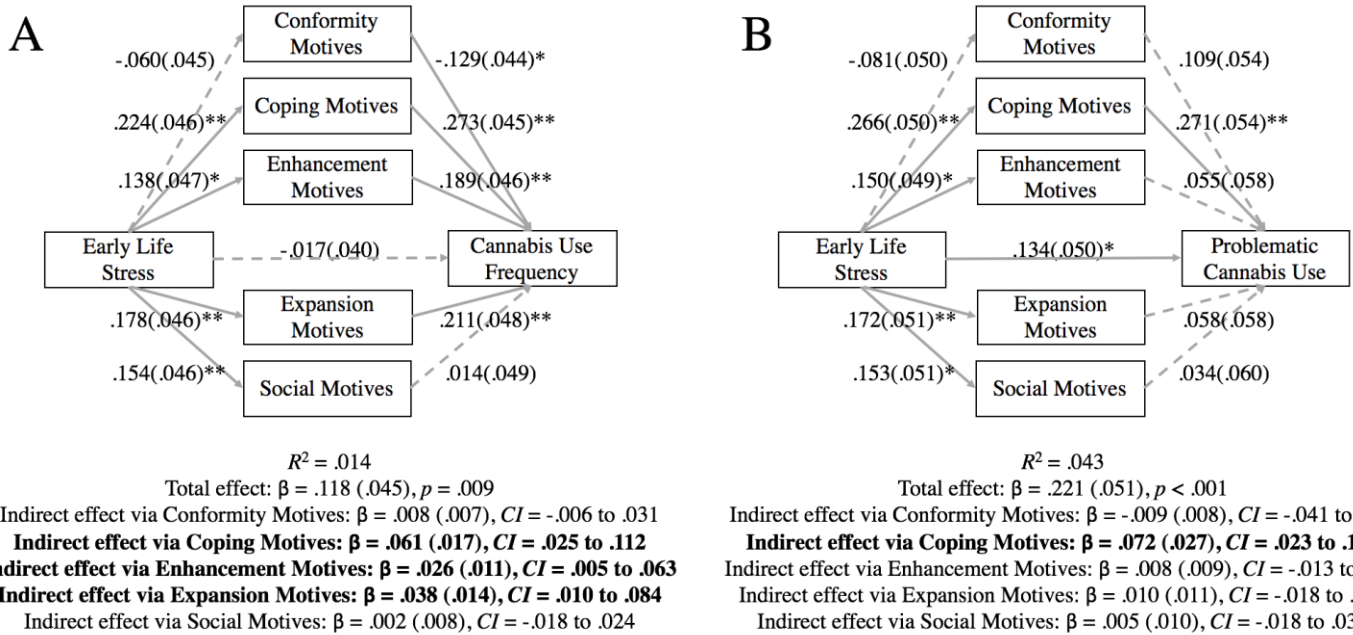 A
Conformity
Motives
-.060(.045)
-.129(.044)*
Coping Motives
.224(.046)**
.273(.045)**
Enhancement
Motives
.138(.047)*
.189(.046)**
Early Life
Stress
-.017(.040)
Cannabis Use
Frequency
Expansion
Motives
.178(.046)**
.211(.048)**
.154(.046)**
.014(.049)
Social Motives
R² = .014
Total effect: β = .118 (.045), p = .009
Indirect effect via Conformity Motives: β = .008 (.007), CI = -.006 to .031
Indirect effect via Coping Motives: β = .061 (.017), CI = .025 to .112
ndirect effect via Enhancement Motives: β = .026 (.011), CI = .005 to .063
Indirect effect via Expansion Motives: β = .038 (.014), CI = .010 to .084
Indirect effect via Social Motives: β = .002 (.008), CI = -.018 to .024
B
Conformity
Motives
-.081(.050)
.109(.054)
Coping Motives
.266(.050)**
.271(.054)**
Enhancement
Motives
.150(.049)*
.055(.058)
Early Life
Stress
.134(.050)*
Problematic
Cannabis Use
Expansion
Motives
.172(.051)**
.058(.058)
.153(.051)*
.034(.060)
Social Motives
R² = .043
Total effect: β = .221 (.051), p < .001
Indirect effect via Conformity Motives: β = -.009 (.008), CI = -.041 to
Indirect effect via Coping Motives: β = .072 (.027), CI = .023 to
Indirect effect via Enhancement Motives: β = .008 (.009), CI = -.013 to
Indirect effect via Expansion Motives: β = .010 (.011), CI = -.018 to
Indirect effect via Social Motives: β = .005 (.010), CI = -.018 to